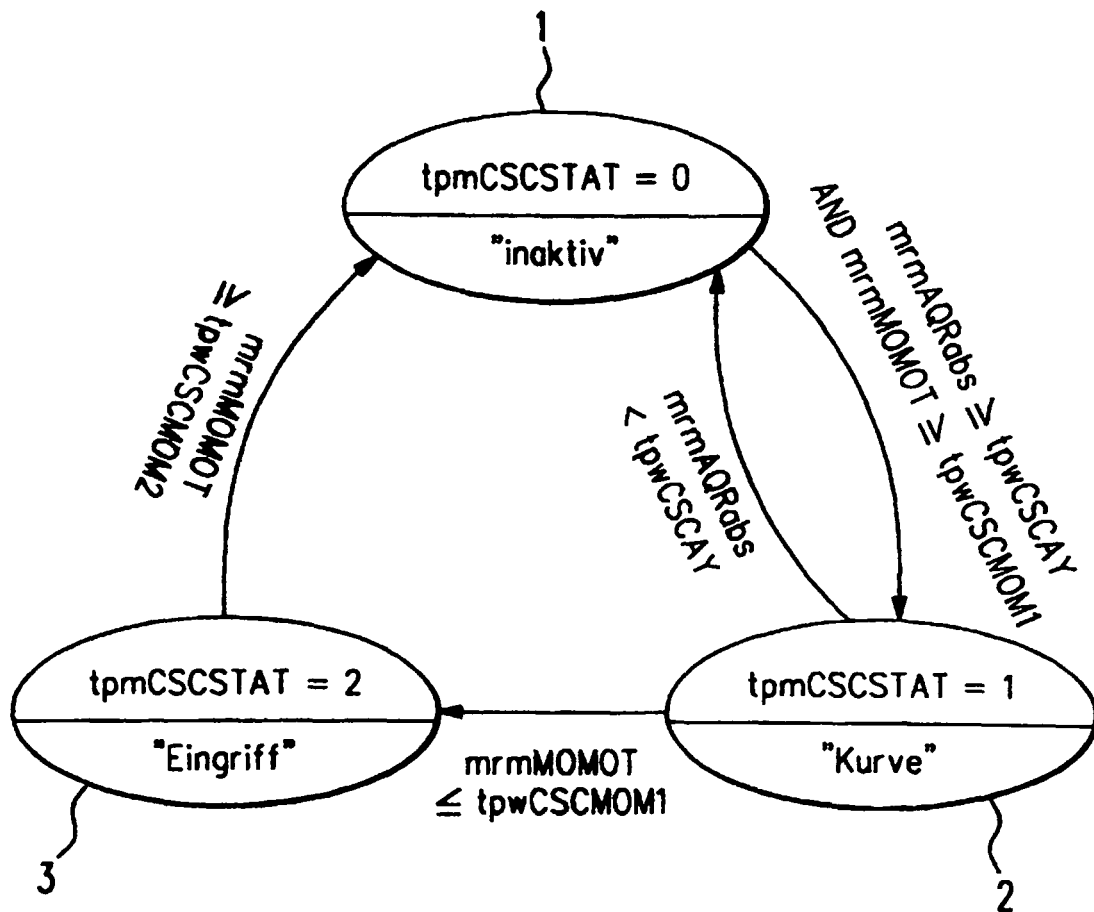 1
tpmCSCSTAT = 0
"inaktiv"
mrmAQRabs ≥ tpwCSCAY
AND mrmMOMOT ≥ tpwCSCMOM1
mrmMOMOT
≥ tpwCSCMOM2
mrmAQRabs
< tpwCSCAY
tpmCSCSTAT = 2
"Eingriff"
tpmCSCSTAT = 1
"Kurve"
mrmMOMOT
≤ tpwCSCMOM1
3
2